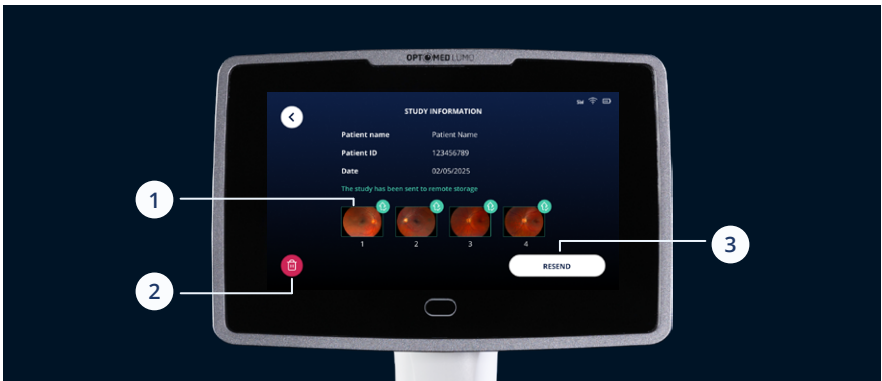 OPTOMED LUMO
STUDY INFORMATION
Patient name Patient Name
Patient ID 123456789
Date 02/05/2025
The study has been sent to remote storage
1 2 3 4
RESEND
1
2
3